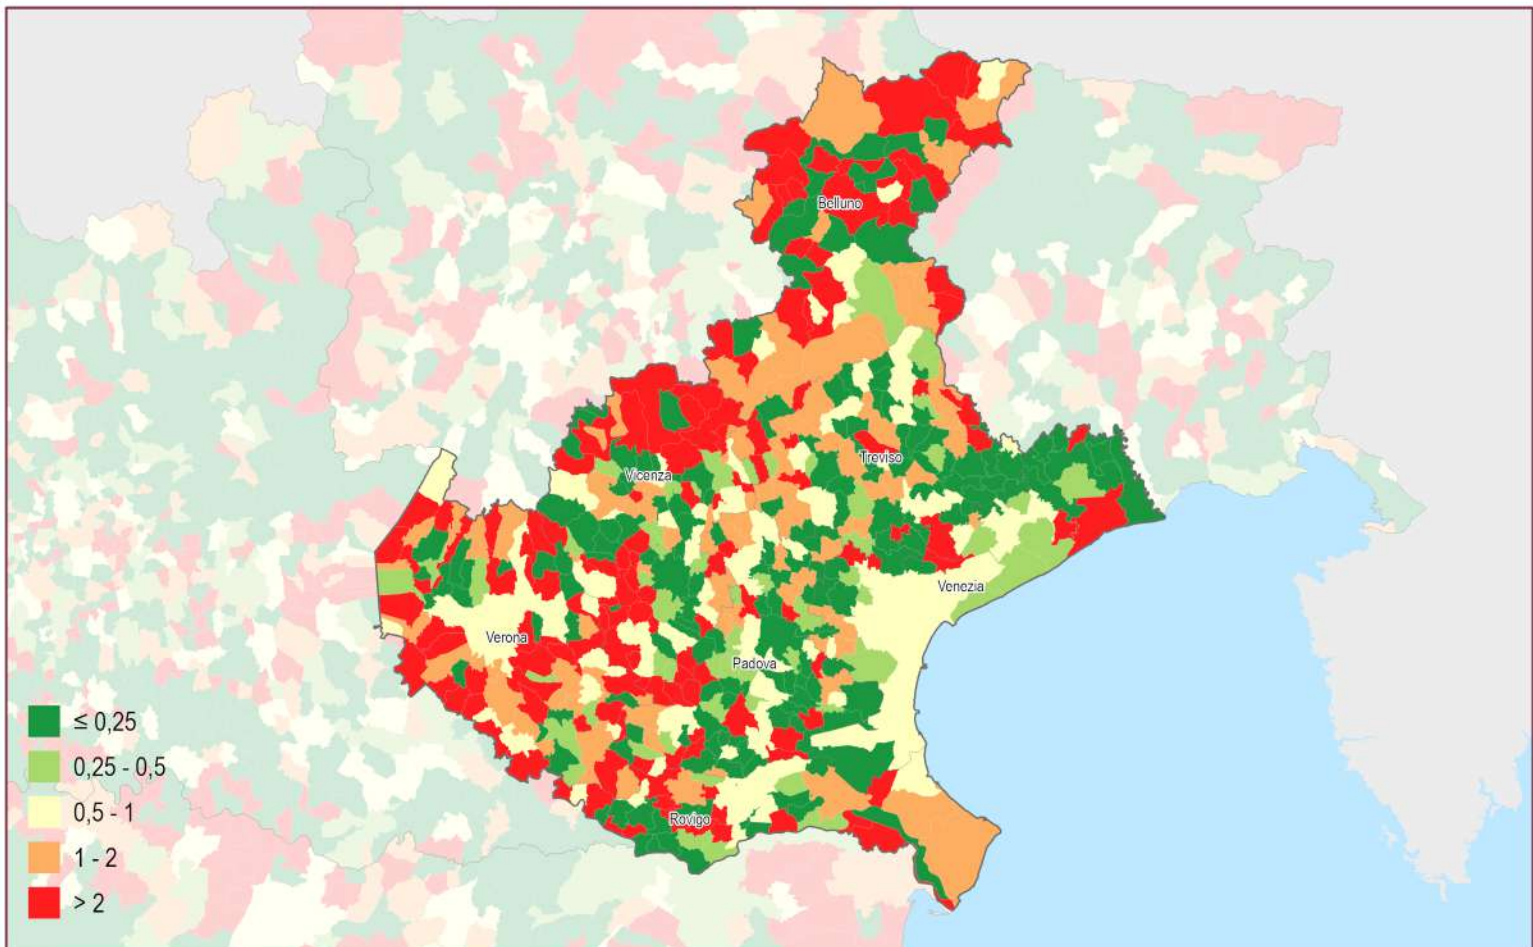 Belluno
Treviso
Vicenza
Venezia
Verona
Padova
Rovigo
≤ 0,25
0,25 - 0,5
0,5 - 1
1 - 2
> 2